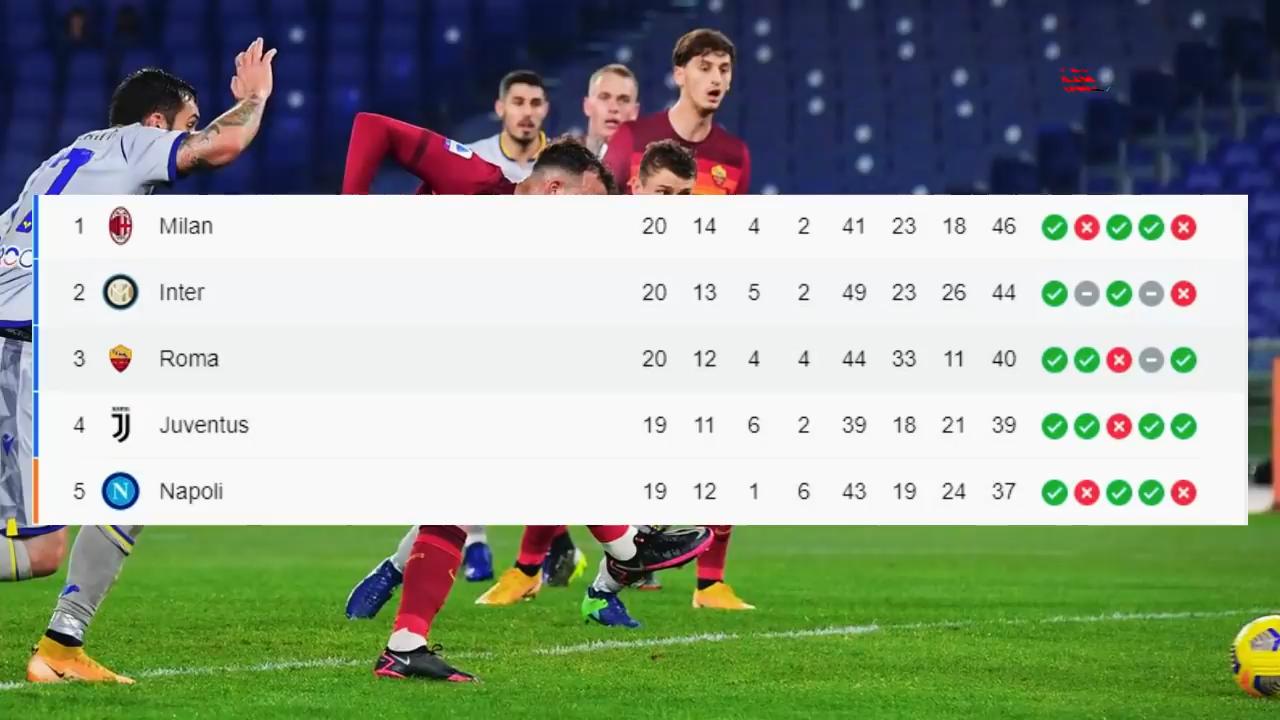 7
1 Milan 20 14 4 2 41 23 18 46
2 Inter 20 13 5 2 49 23 26 44
3 Roma 20 12 4 4 44 33 11 40
4 Juventus 19 11 6 2 39 18 21 39
5 N Napoli 19 12 1 6 43 19 24 37